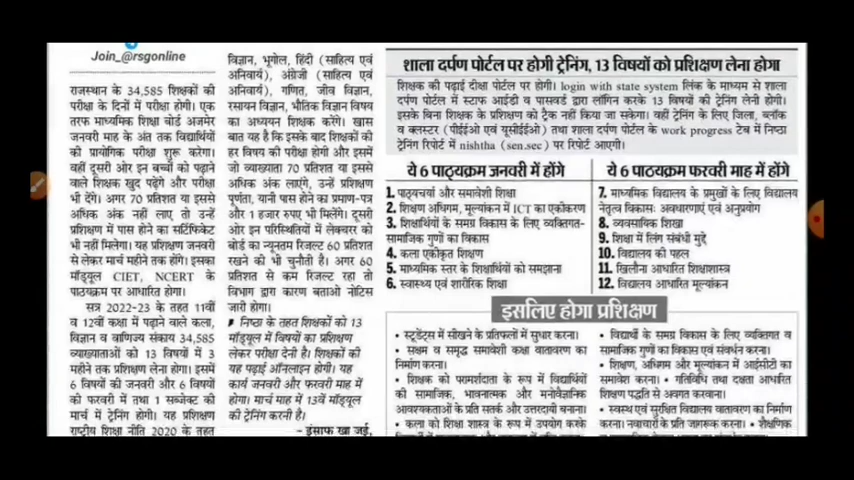 Join_@rsgonline
राजस्थान के 34,585 शिक्षकों की
परीक्षा के दिनों में परीक्षा होगी। एक
तरफ माध्यमिक शिक्षा बोर्ड अजमेर
जनवरी माह के अंत तक विद्यार्थियों
की प्रायोगिक परीक्षा शुरू करेगा।
वहीं दूसरी ओर इन बच्चों को पढ़ाने
वाले शिक्षक खुद पढ़ेंगे और परीक्षा
भी देंगे। अगर 70 प्रतिशत या इससे
अधिक अंक नहीं लाए तो उन्हें
प्रशिक्षण में पास होने का सर्टिफिकेट
भी नहीं मिलेगा। यह प्रशिक्षण जनवरी
से लेकर मार्च महीने तक होंगे। इसका
मॉड्यूल CIET, NCERT के
पाठयक्रम पर आधारित होगा।
सत्र 2022-23 के तहत 11वीं
व 12वीं कक्षा में पढ़ाने वाले कला,
विज्ञान व वाणिज्य संकाय 34,585
व्याख्याताओं को 13 विषयों में 3
महीने तक प्रशिक्षण लेना होगा। इसमें
6 विषयों की जनवरी और 6 विषयों
की फरवरी में तथा 1 सब्जेक्ट की
मार्च में ट्रेनिंग होगी। यह प्रशिक्षण
राष्ट्रीय शिक्षा नीति 2020 के तहत
विज्ञान, भूगोल, हिंदी (साहित्य एवं
अनिवार्य), अंग्रेजी (साहित्य एवं
अनिवार्य), गणित, जीव विज्ञान,
रसायन विज्ञान, भौतिक विज्ञान विषय
का अध्ययन शिक्षक करेंगे। खास
बात यह है कि इसके बाद शिक्षकों की
हर विषय की परीक्षा होगी और इसमें
जो व्याख्याता 70 प्रतिशत या इससे
अधिक अंक लाएंगे, उन्हें प्रशिक्षण
पूर्णता, यानी पास होने का प्रमाण-पत्र
और 1 हजार रुपए भी मिलेंगे। दूसरी
ओर इन परिस्थितियों में लेक्चरर को
बोर्ड का न्यूनतम रिजल्ट 60 प्रतिशत
रखने की भी चुनौती है। अगर 60
प्रतिशत से कम रिजल्ट रहा तो
विभाग द्वारा कारण बताओ नोटिस
जारी होगा।
निष्ठा के तहत शिक्षकों को 13
मॉड्यूल में विषयों का प्रशिक्षण
लेकर परीक्षा देनी है। शिक्षकों की
यह पढ़ाई ऑनलाइन होगी। यह
कार्य जनवरी और फरवरी माह में
होगा। मार्च माह में 13वें मॉड्यूल
की ट्रेनिंग करनी है।
- इंसाफ खा जई,
शाला दर्पण पोर्टल पर होगी ट्रेनिंग, 13 विषयों को प्रशिक्षण लेना होगा
शिक्षक की पढ़ाई दीक्षा पोर्टल पर होगी। login with state system लिंक के माध्यम से शाला
दर्पण पोर्टल में स्टाफ आईडी व पासवर्ड द्वारा लॉगिन करके 13 विषयों की ट्रेनिंग लेनी होगी।
इसके बिना शिक्षक के प्रशिक्षण को ट्रैक नहीं किया जा सकेगा। वहीं ट्रेनिंग के लिए जिला, ब्लॉक
व क्लस्टर (पीईईओ एवं यूसीईईओ) तथा शाला दर्पण पोर्टल के work progress टेब में निष्ठा
ट्रेनिंग रिपोर्ट में nishtha (sen.sec) पर रिपोर्ट आएगी।
ये 6 पाठ्यक्रम जनवरी में होंगे
1. पाठ्यचर्या और समावेशी शिक्षा
2. शिक्षण अधिगम, मूल्यांकन में ICT का एकीकरण
3. शिक्षार्थियों के समग्र विकास के लिए व्यक्तिगत-
सामाजिक गुणों का विकास
4. कला एकीकृत शिक्षण
5. माध्यमिक स्तर के शिक्षार्थियों को समझाना
6. स्वास्थ्य एवं शारीरिक शिक्षा
ये 6 पाठ्यक्रम फरवरी माह में होंगे
7. माध्यमिक विद्यालय के प्रमुखों के लिए विद्यालय
नेतृत्व विकासः अवधारणाएं एवं अनुप्रयोग
8. व्यवसायिक शिक्षा
9. शिक्षा में लिंग संबंधी मुद्दे
10. विद्यालय की पहल
11. खिलौना आधारित शिक्षाशास्त्र
12. विद्यालय आधारित मूल्यांकन
इसलिए होगा प्रशिक्षण
• स्टूडेंट्स में सीखने के प्रतिफलों में सुधार करना।
• सक्षम व समृद्ध समावेशी कक्षा वातावरण का
निर्माण करना।
• शिक्षक को परामर्शदाता के रूप में विद्यार्थियों
की सामाजिक, भावनात्मक और मनोवैज्ञानिक
आवश्यकताओं के प्रति सतर्क और उत्तरदायी बनाना।
• कला को शिक्षा शास्त्र के रूप में उपयोग करके
• विद्यार्थि के समग्र विकास के लिए व्यक्तिगत व
सामाजिक गुणों का विकास एवं संवर्धन करना।
• शिक्षण, अधिगम और मूल्यांकन में आईसीटी का
समावेश करना। • गतिविधि तथा दक्षता आधारित
शिक्षण पद्धति से अवगत करवाना।
• स्वस्थ एवं सुरक्षित विद्यालय वातावरण का निर्माण
करना। नवाचारों के प्रति जागरूक करना। • शैक्षणिक